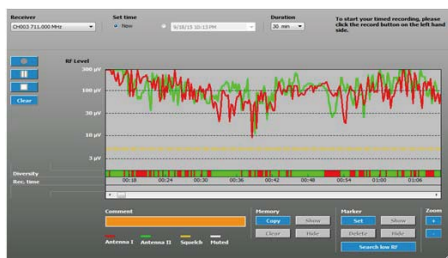 Receiver
CH003 711.000 MHz
Set time
Now
9/18/15 10:13 PM
Duration
30 min
To start your timed recording, please
click the record button on the left hand
side.
Clear
RF Level
300 µV
100 µV
30 µV
10 µV
3 µV
Diversity
Rec. time
00:18
00:24
00:30
00:36
00:42
00:48
00:54
01:00
01:06
Comment
Memory
Marker
Zoom
Copy
Show
Set
Show
+
Clear
Hide
Delete
Hide
-
Search low RF
Antenna I
Antenna II
Squelch
Muted